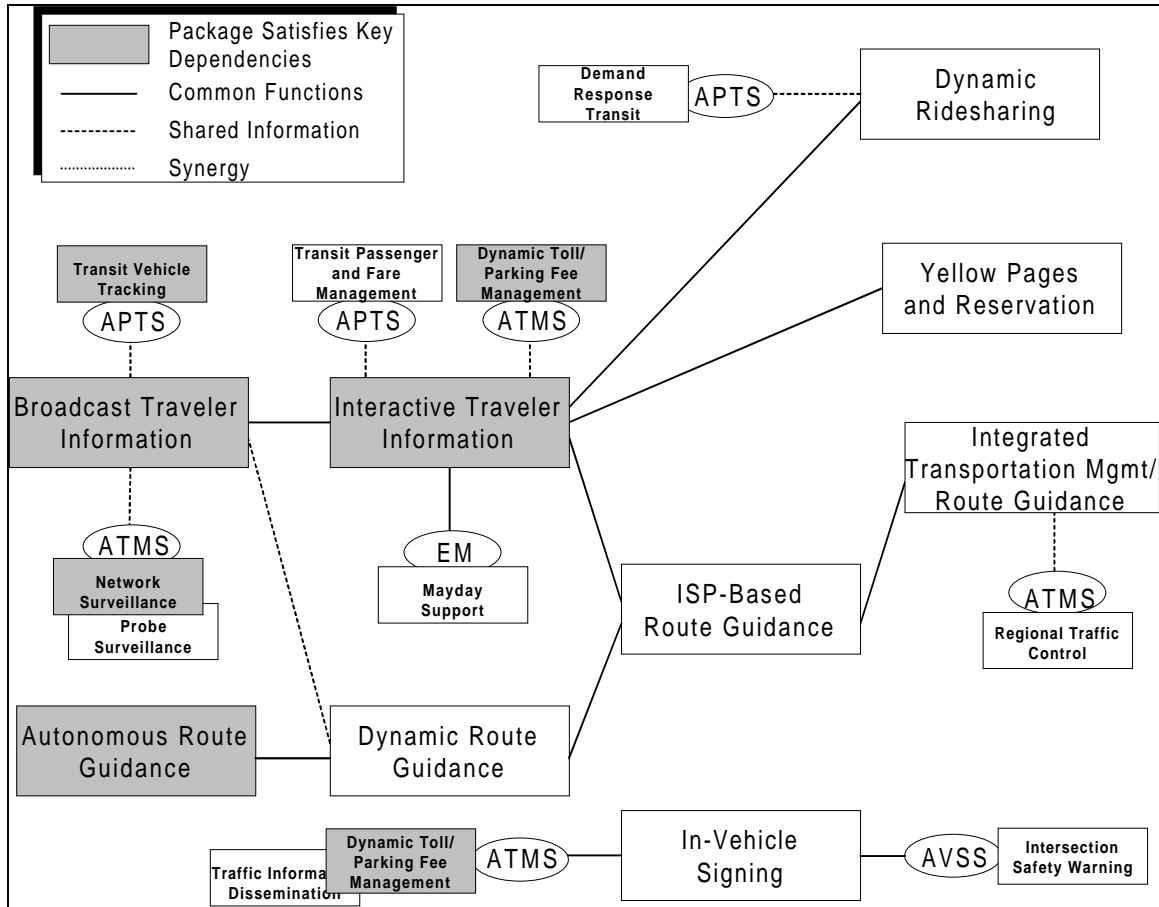 Package Satisfies Key
Dependencies
Common Functions
Shared Information
Synergy
Demand
Response
Transit
APTS
Dynamic
Ridesharing
Transit Vehicle
Tracking
APTS
Transit Passenger
and Fare
Management
APTS
Dynamic Toll/
Parking Fee
Management
ATMS
Yellow Pages
and Reservation
Broadcast Traveler
Information
Interactive Traveler
Information
Integrated
Transportation Mgmt/
Route Guidance
ATMS
Network
Surveillance
Probe
Surveillance
EM
Mayday
Support
ISP-Based
Route Guidance
ATMS
Regional Traffic
Control
Autonomous Route
Guidance
Dynamic Route
Guidance
Traffic Informa
Dissemination
Dynamic Toll/
Parking Fee
Management
ATMS
In-Vehicle
Signing
AVSS
Intersection
Safety Warning